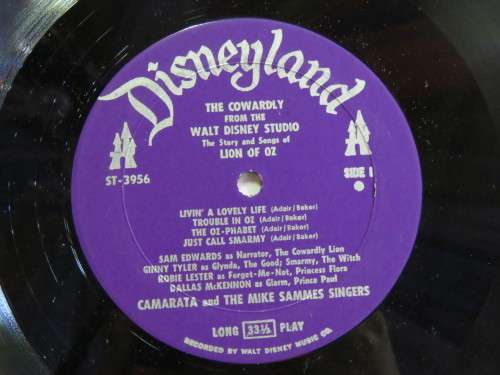 Disneyland
THE COWARDLY
FROM THE
WALT DISNEY STUDIO
The Story and Songs of
LION OF OZ
ST-3956
SIDE 1
LIVIN' A LOVELY LIFE (Adair/Baker)
TROUBLE IN OZ (Adair/Baker)
THE OZ-PHABET (Adair/Baker)
JUST CALL SMARMY (Adair/Baker)
SAM EDWARDS as Narrator, The Cowardly Lion
GINNY TYLER as Glynda, The Good; Smarmy, The Witch
ROBIE LESTER as Forget-Me-Not, Princess Flora
DALLAS McKENNON as Glarm, Prince Paul
CAMARATA and THE MIKE SAMMES SINGERS
LONG 33⅓ PLAY
RECORDED BY WALT DISNEY MUSIC CO.